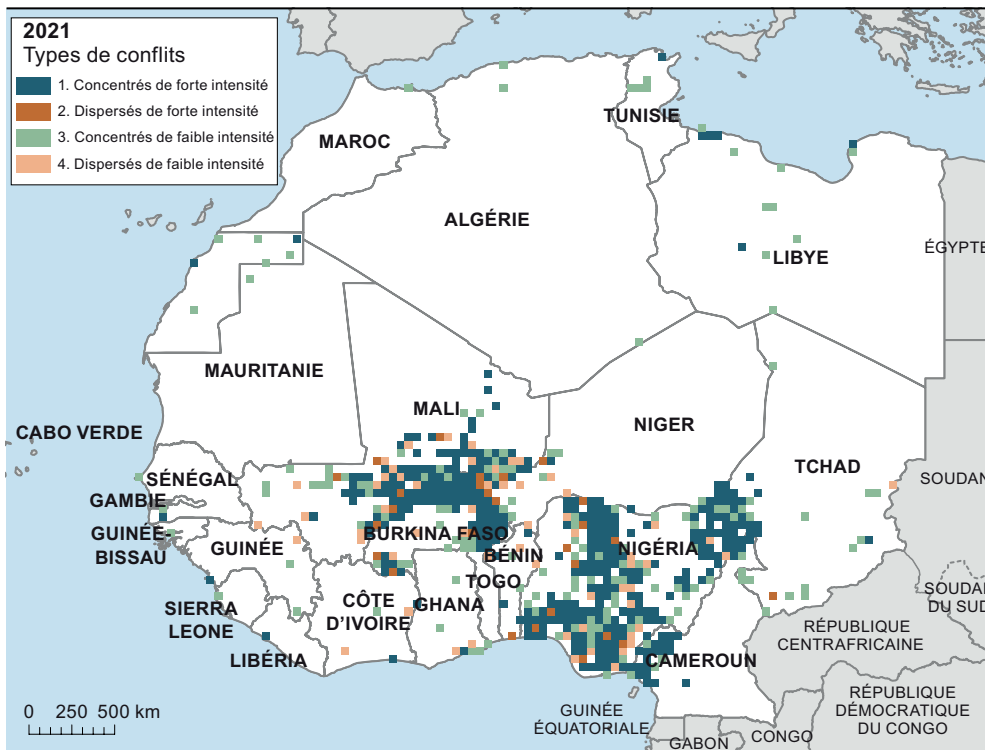 2021
Types de conflits
1. Concentrés de forte intensité
2. Dispersés de forte intensité
3. Concentrés de faible intensité
4. Dispersés de faible intensité
TUNISIE
MAROC
ALGÉRIE
LIBYE
ÉGYPTE
MAURITANIE
MALI
NIGER
CABO VERDE
TCHAD
SOUDAN
SÉNÉGAL
GAMBIE
GUINÉE-
BISSAU
GUINÉE
BURKINA FASO
BÉNIN
NIGÉRIA
TOGO
SIERRA
LEONE
CÔTE
D'IVOIRE
GHANA
SOUDAN
DU SUD
RÉPUBLIQUE
CENTRAFRICAINE
LIBÉRIA
CAMEROUN
0 250 500 km
GUINÉE
ÉQUATORIALE
GABON
CONGO
RÉPUBLIQUE
DÉMOCRATIQUE
DU CONGO